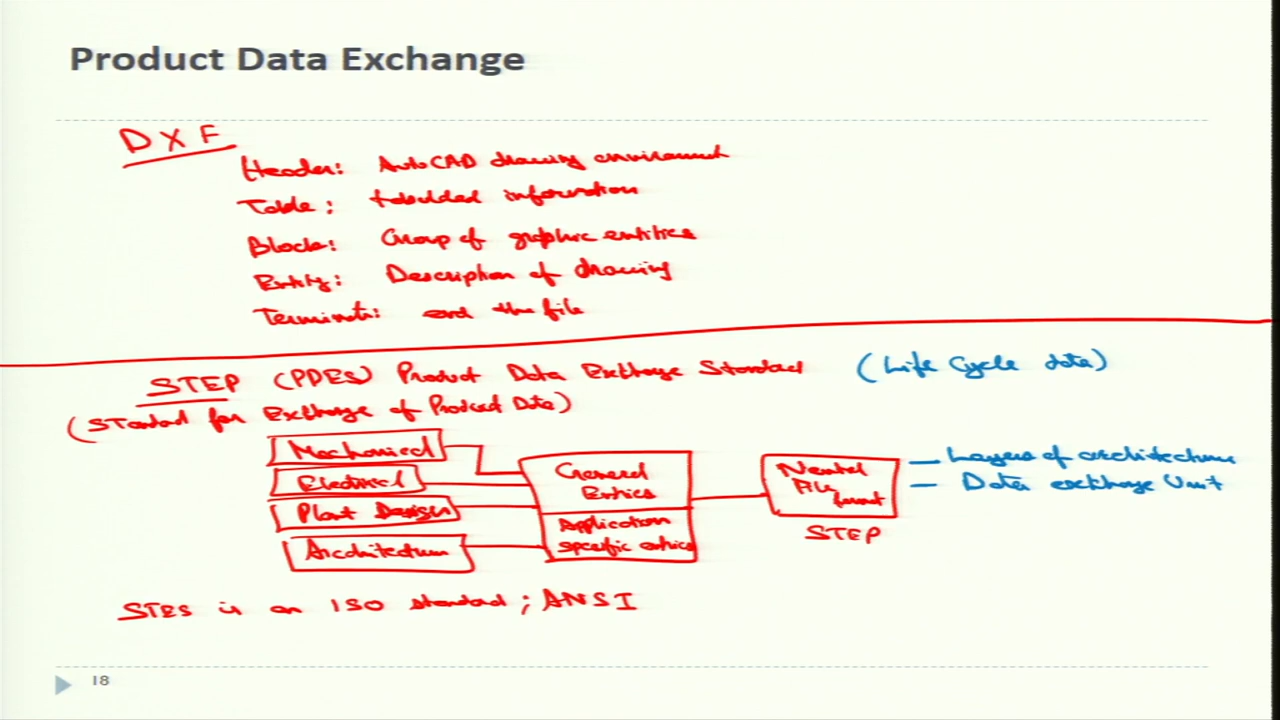 Product Data Exchange
DXF
Header: AutoCAD drawing environment
Table: tabulated information
Block: Group of graphic entities
Entity: Description of drawing
Terminate: end the file
STEP (PDES) Product Data Exchange Standard (Life Cycle data)
(STandard for Exchange of Product Data)
Mechanical
Electrical
Plant Design
Architecture
General
Entities
Application
specific entities
Neutral
File
format
STEP
— Layers of architecture
— Data exchange Unit
STES is an ISO standard; ANSI
18